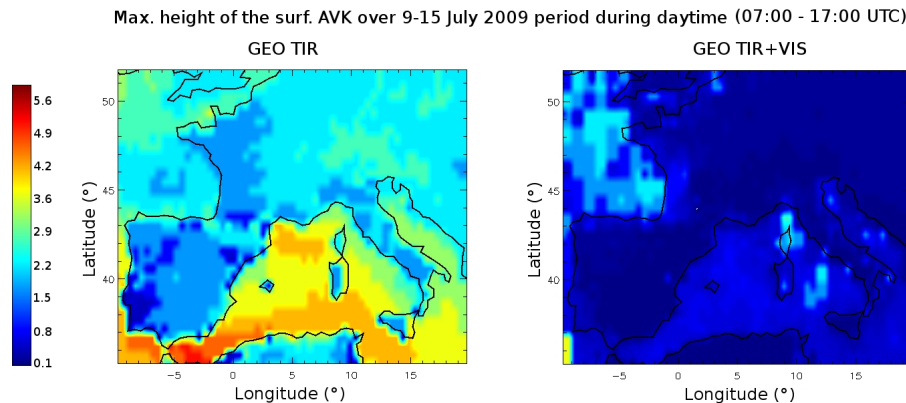 Max. height of the surf. AVK over 9-15 July 2009 period during daytime (07:00 - 17:00 UTC)
GEO TIR
GEO TIR+VIS
5.6
4.9
4.2
3.6
2.9
2.2
1.5
0.8
0.1
Latitude (°)
50
45
40
-5 0 5 10 15
Longitude (°)
Latitude (°)
50
45
40
-5 0 5 10 15
Longitude (°)